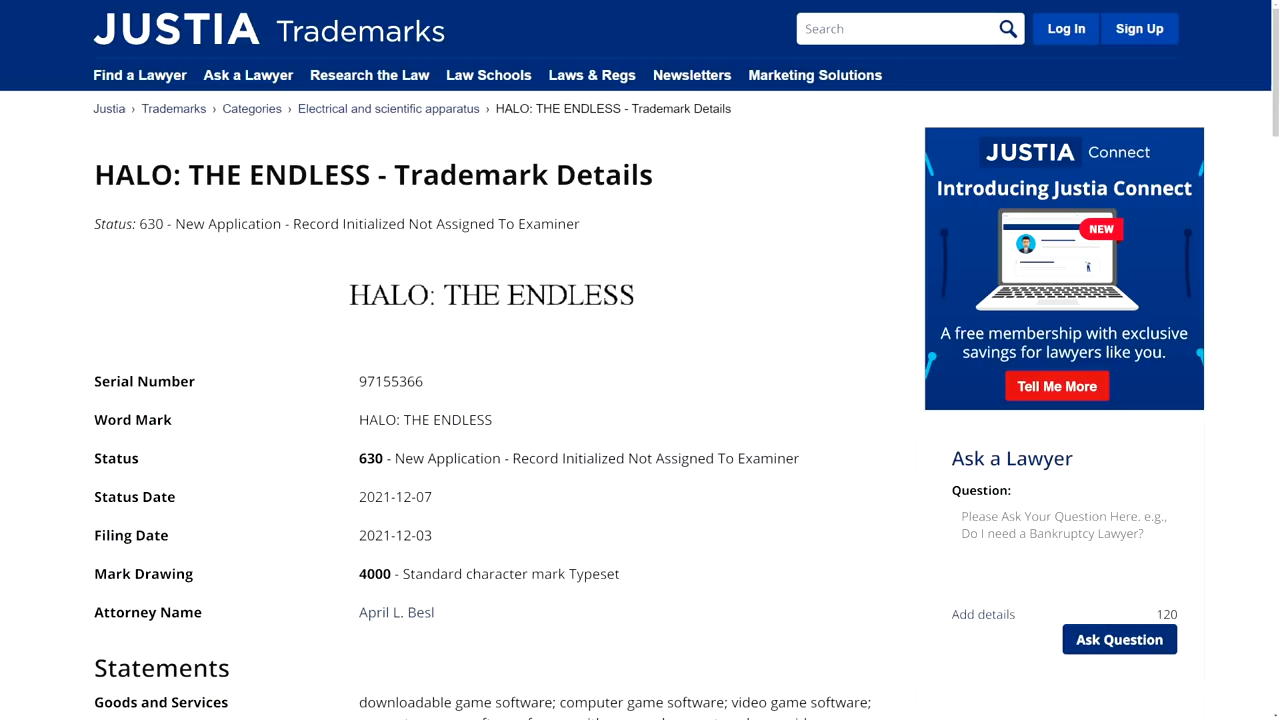 JUSTIA Trademarks
Search
Log In
Sign Up
Find a Lawyer Ask a Lawyer Research the Law Law Schools Laws & Regs Newsletters Marketing Solutions
Justia › Trademarks › Categories › Electrical and scientific apparatus › HALO: THE ENDLESS - Trademark Details
HALO: THE ENDLESS - Trademark Details
Status: 630 - New Application - Record Initialized Not Assigned To Examiner
HALO: THE ENDLESS
Serial Number 97155366
Word Mark HALO: THE ENDLESS
Status 630 - New Application - Record Initialized Not Assigned To Examiner
Status Date 2021-12-07
Filing Date 2021-12-03
Mark Drawing 4000 - Standard character mark Typeset
Attorney Name April L. Besl
Statements
Goods and Services downloadable game software; computer game software; video game software;
JUSTIA Connect
Introducing Justia Connect
NEW
A free membership with exclusive
savings for lawyers like you.
Tell Me More
Ask a Lawyer
Question:
Please Ask Your Question Here. e.g.,
Do I need a Bankruptcy Lawyer?
Add details 120
Ask Question